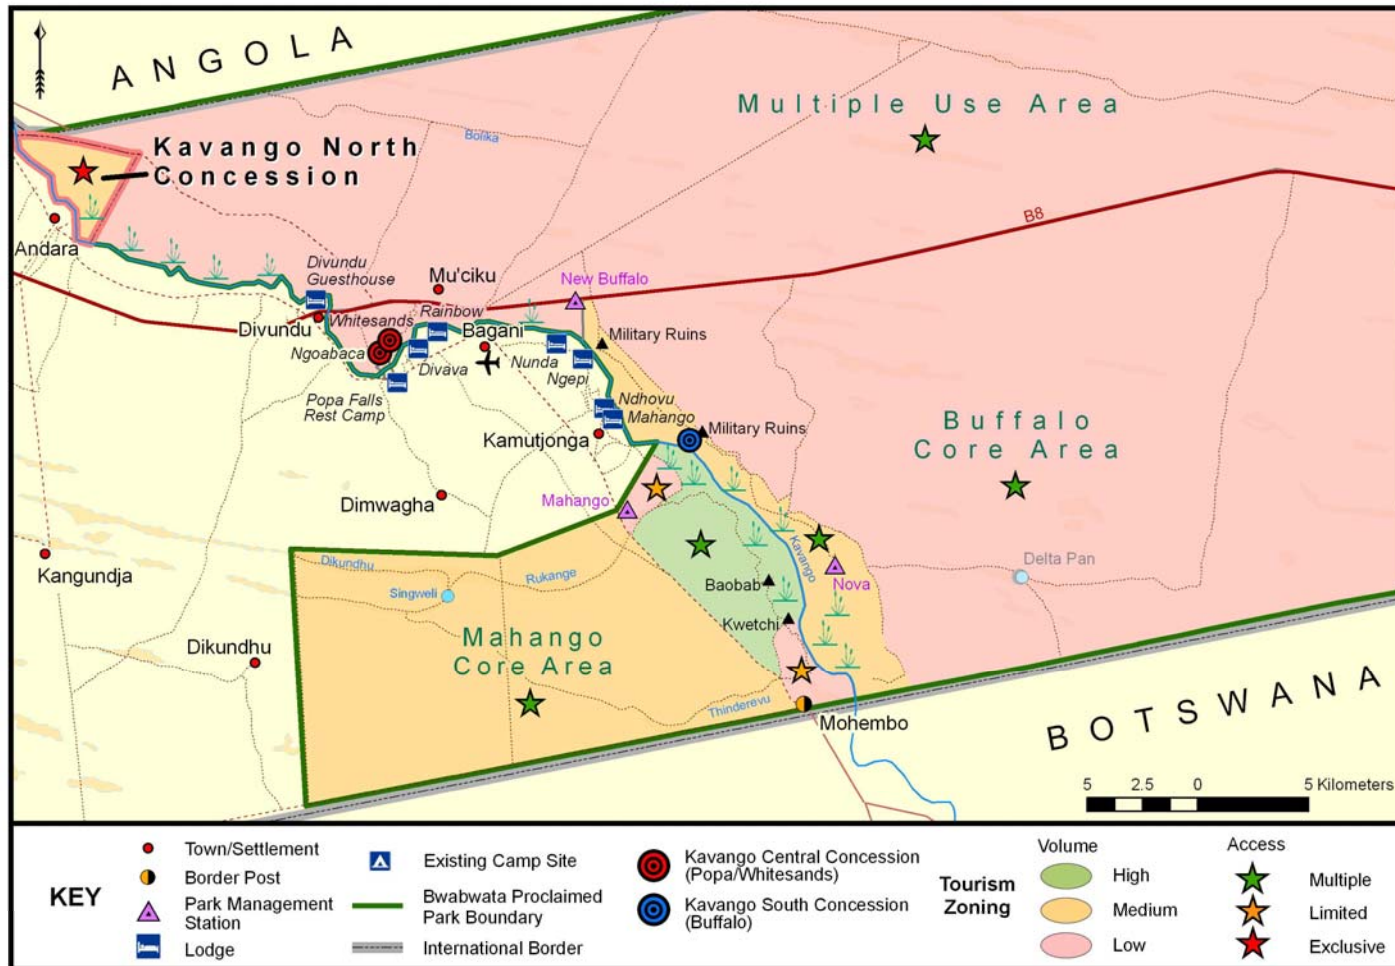 ANGOLA
Multiple Use Area
Bolika
Kavango North
Concession
B8
Andara
Divundu
Guesthouse
Mu'ciku
New Buffalo
Whitesands
Rainbow
Divundu
Bagani
Military Ruins
Ngoabaca
Divava
Nunda
Ngepi
Popa Falls
Rest Camp
Ndhovu
Mahango
Kamutjonga
Military Ruins
Buffalo
Core Area
Dimwagha
Mahango
Kangundja
Dikundhu
Rukange
Singweli
Kavango
Delta Pan
Nova
Baobab
Kwetchi
Dikundhu
Mahango
Core Area
Thinderevu
Mohembo
BOTSWANA
5 2.5 0 5 Kilometers
KEY
Town/Settlement
Border Post
Park Management
Station
Lodge
Existing Camp Site
Bwabwata Proclaimed
Park Boundary
International Border
Kavango Central Concession
(Popa/Whitesands)
Kavango South Concession
(Buffalo)
Tourism
Zoning
Volume
High
Medium
Low
Access
Multiple
Limited
Exclusive